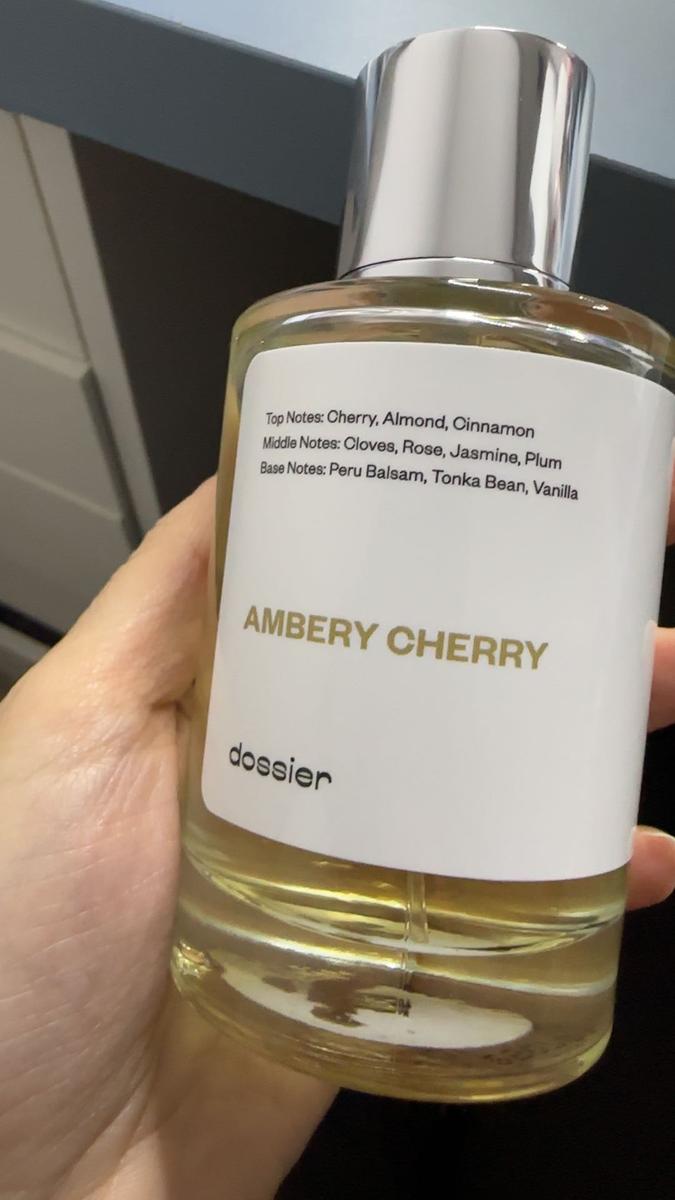 Top Notes: Cherry, Almond, Cinnamon
Middle Notes: Cloves, Rose, Jasmine, Plum
Base Notes: Peru Balsam, Tonka Bean, Vanilla
AMBERY CHERRY
dossier